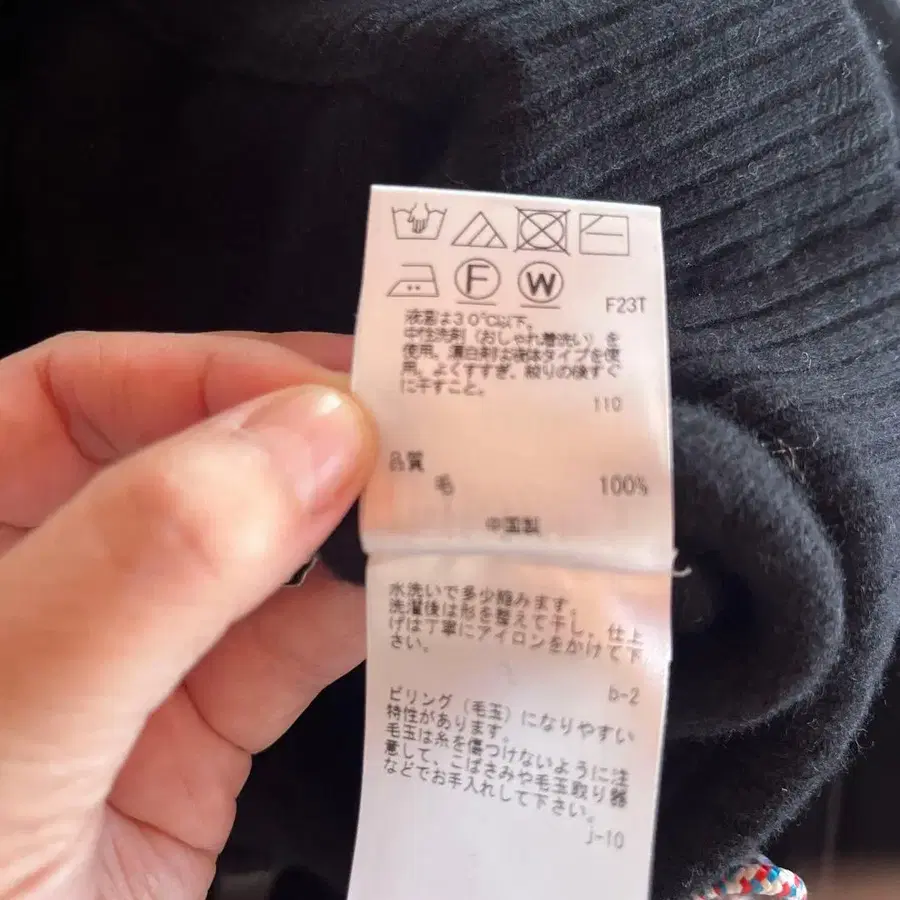 F
W
F23T
液温は30℃以下。
中性洗剤（おしゃれ着洗い）を
使用。漂白剤は液体タイプを使
用。よくすすぎ、絞りの後すぐ
に干すこと。
110
品質
毛 100%
中国製
水洗いで多少縮みます。
洗濯後は形を整えて干し、仕上
げは丁寧にアイロンをかけて下
さい。
b-2
ピリング（毛玉）になりやすい
特性があります。
毛玉は糸を傷つけないように注
意して、こばさみや毛玉取り器
などでお手入れして下さい。
j-10